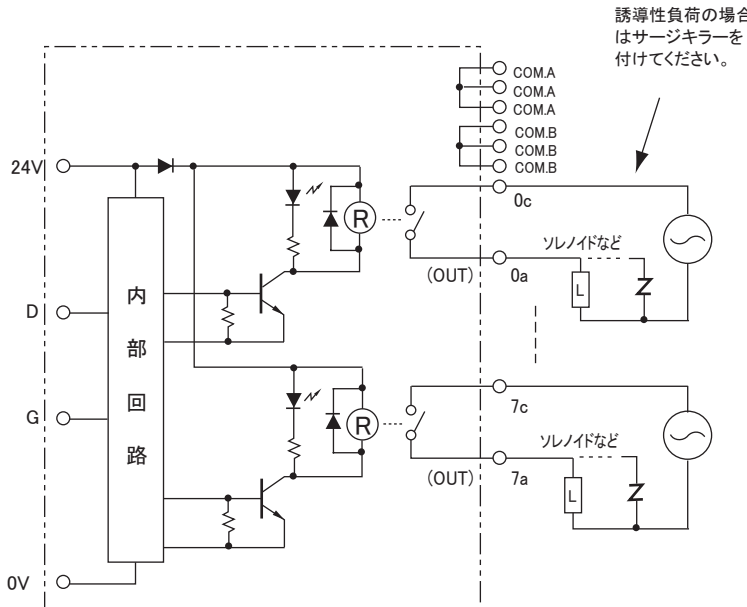 誘導性負荷の場合
はサージキラーを
付けてください。
COM.A
COM.A
COM.A
COM.B
COM.B
COM.B
24V
0c
R
ソレノイドなど
(OUT)
0a
L
D
内部回路
G
7c
R
ソレノイドなど
(OUT)
7a
L
0V